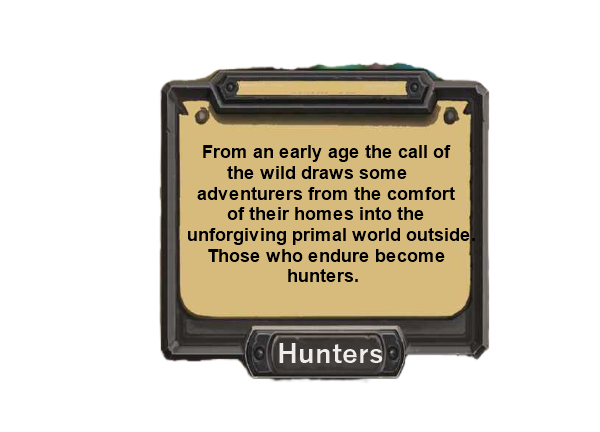 From an early age the call of
the wild draws some
adventurers from the comfort
of their homes into the
unforgiving primal world outside.
Those who endure become
hunters.
Hunters